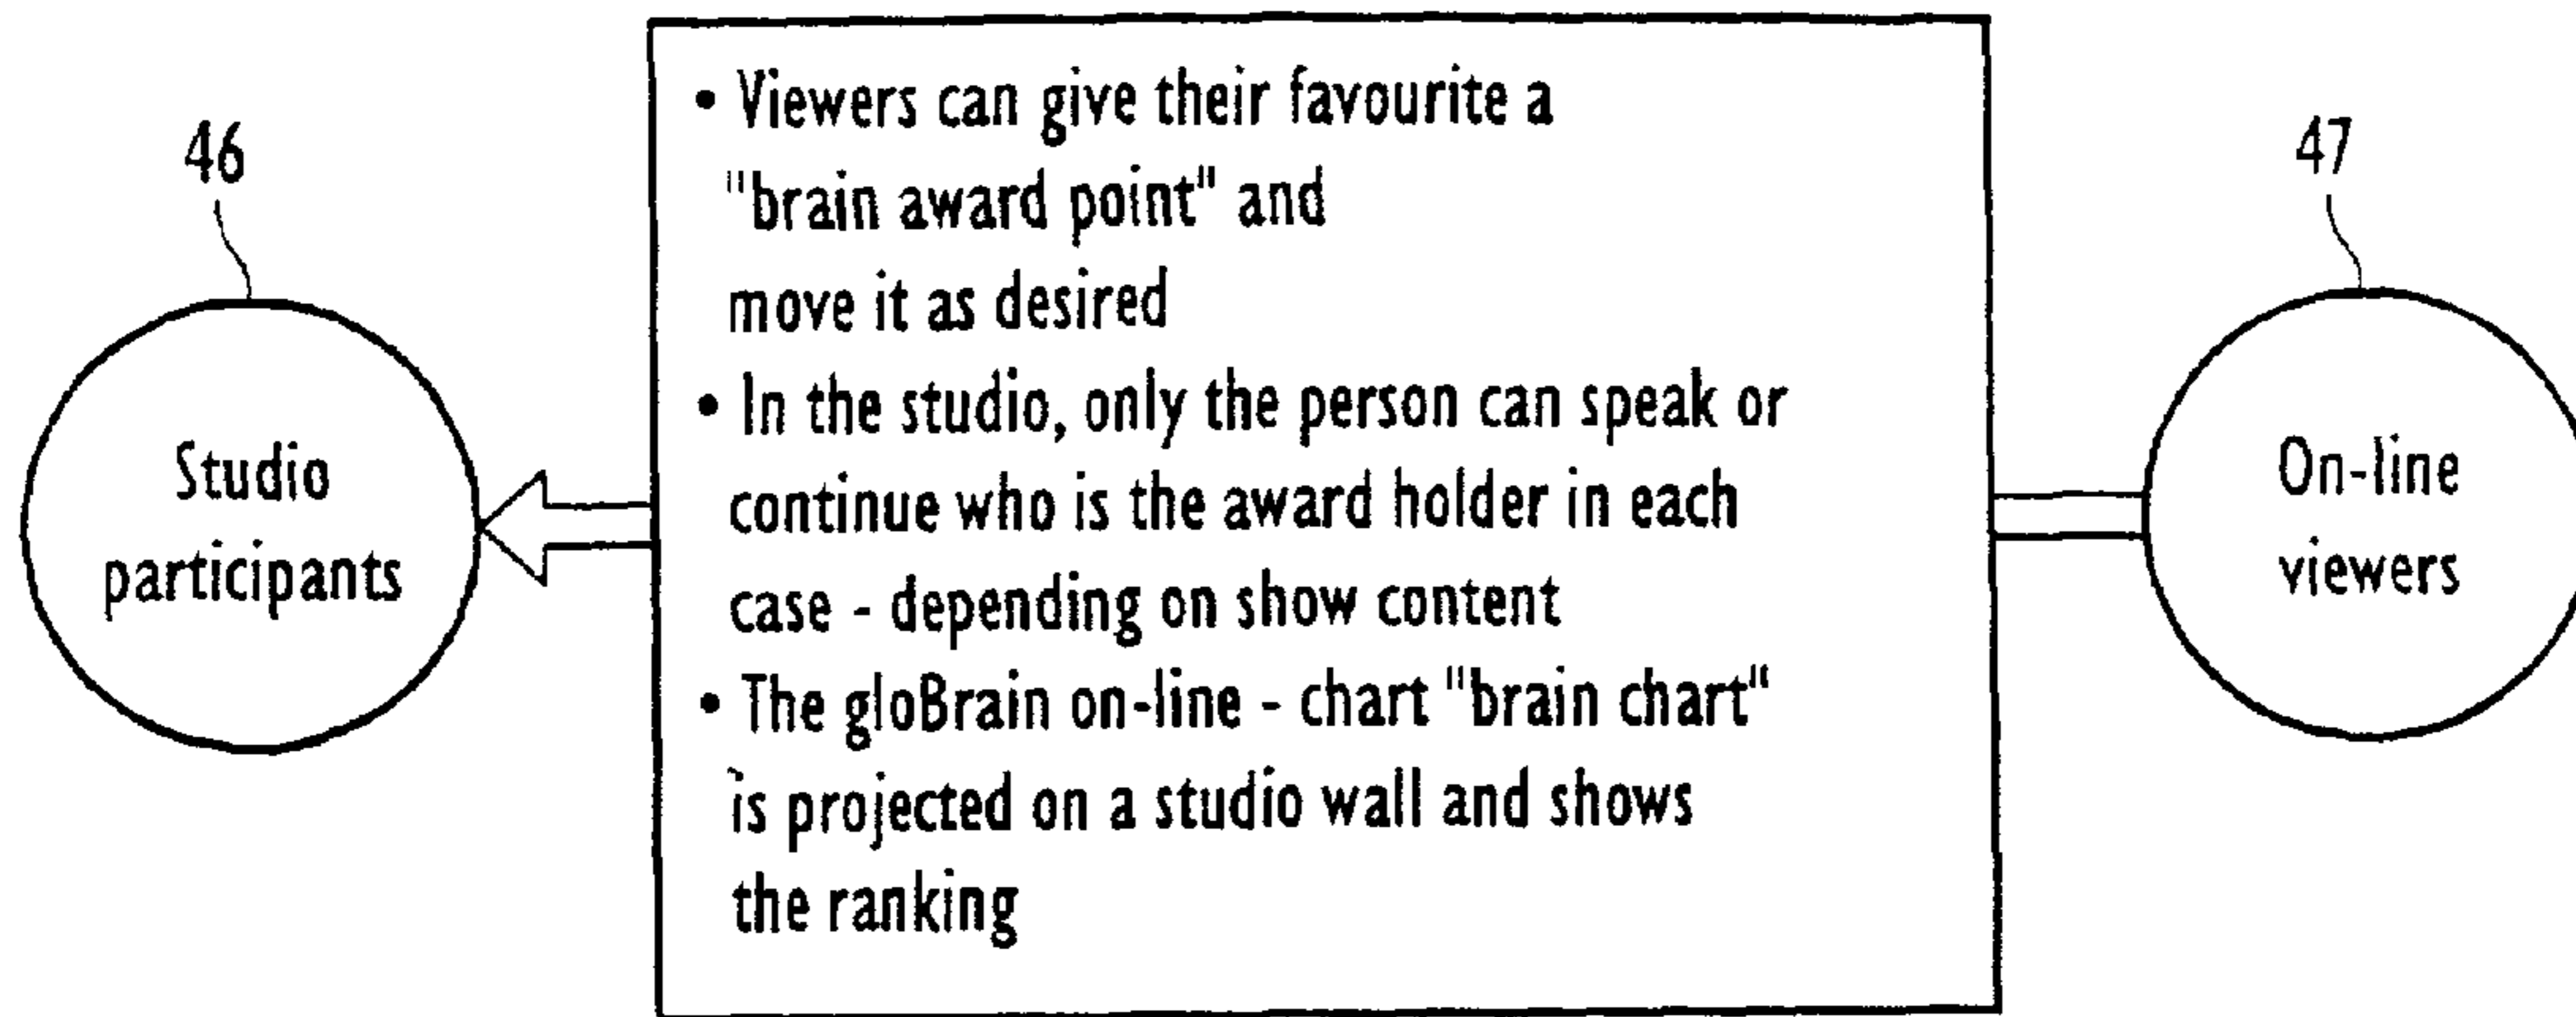 46
Studio
participants
• Viewers can give their favourite a
"brain award point" and
move it as desired
• In the studio, only the person can speak or
continue who is the award holder in each
case - depending on show content
• The gloBrain on-line - chart "brain chart"
is projected on a studio wall and shows
the ranking
47
On-line
viewers